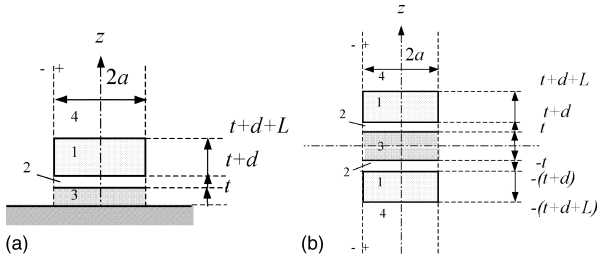 z
- +
2a
4
t+d+L
1
t+d
2
t
3
(a)
z
- +
4
2a
t+d+L
1
t+d
2
t
3
-t
2
1
-(t+d)
4
-(t+d+L)
- +
(b)